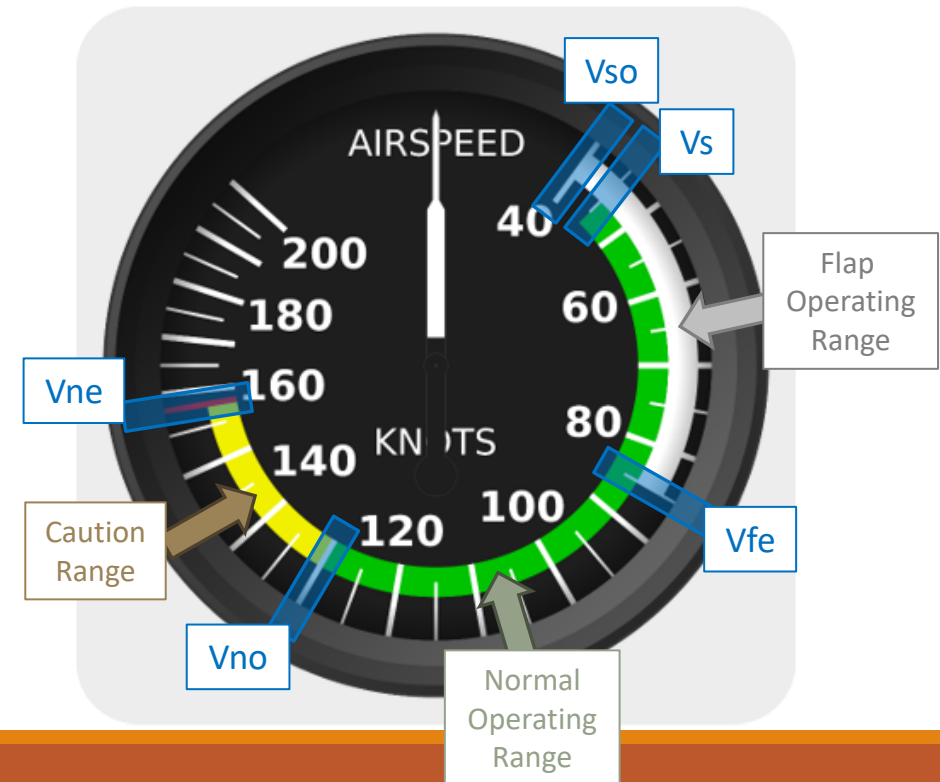 Vso
Vs
AIRSPEED
40
200
60
Flap
Operating
Range
180
Vne
160
80
KNOTS
140
100
Caution
Range
120
Vfe
Vno
Normal
Operating
Range